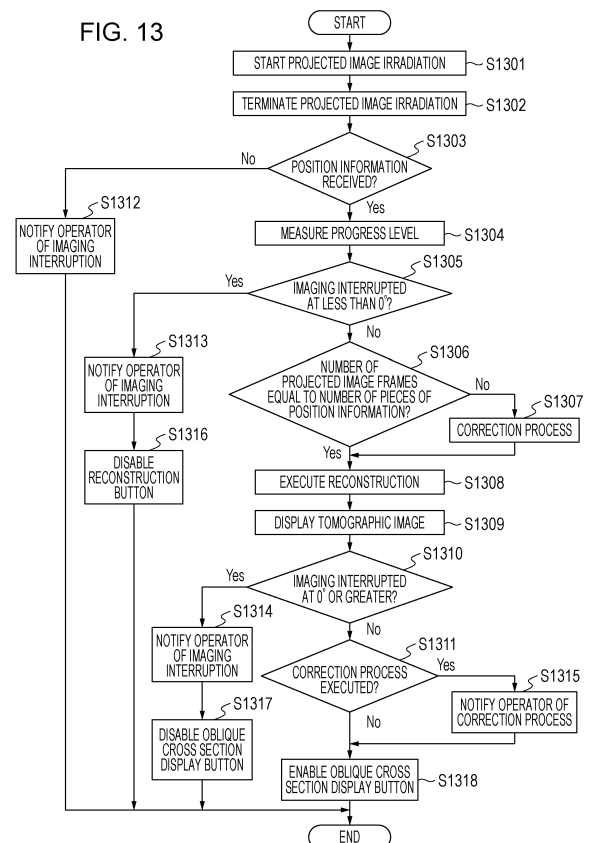 FIG. 13
START
START PROJECTED IMAGE IRRADIATION
S1301
TERMINATE PROJECTED IMAGE IRRADIATION
S1302
S1303
POSITION INFORMATION
RECEIVED?
No
Yes
S1312
NOTIFY OPERATOR
OF IMAGING
INTERRUPTION
MEASURE PROGRESS LEVEL
S1304
S1305
IMAGING INTERRUPTED
AT LESS THAN 0°?
Yes
No
S1313
NOTIFY OPERATOR
OF IMAGING
INTERRUPTION
S1306
NUMBER OF
PROJECTED IMAGE FRAMES
EQUAL TO NUMBER OF PIECES OF
POSITION INFORMATION?
No
Yes
S1307
CORRECTION PROCESS
S1316
DISABLE
RECONSTRUCTION
BUTTON
EXECUTE RECONSTRUCTION
S1308
DISPLAY TOMOGRAPHIC IMAGE
S1309
S1310
IMAGING INTERRUPTED
AT 0° OR GREATER?
Yes
No
S1314
NOTIFY OPERATOR
OF IMAGING
INTERRUPTION
S1311
CORRECTION PROCESS
EXECUTED?
Yes
No
S1315
NOTIFY OPERATOR OF
CORRECTION PROCESS
S1317
DISABLE OBLIQUE
CROSS SECTION
DISPLAY BUTTON
ENABLE OBLIQUE CROSS
SECTION DISPLAY BUTTON
S1318
END